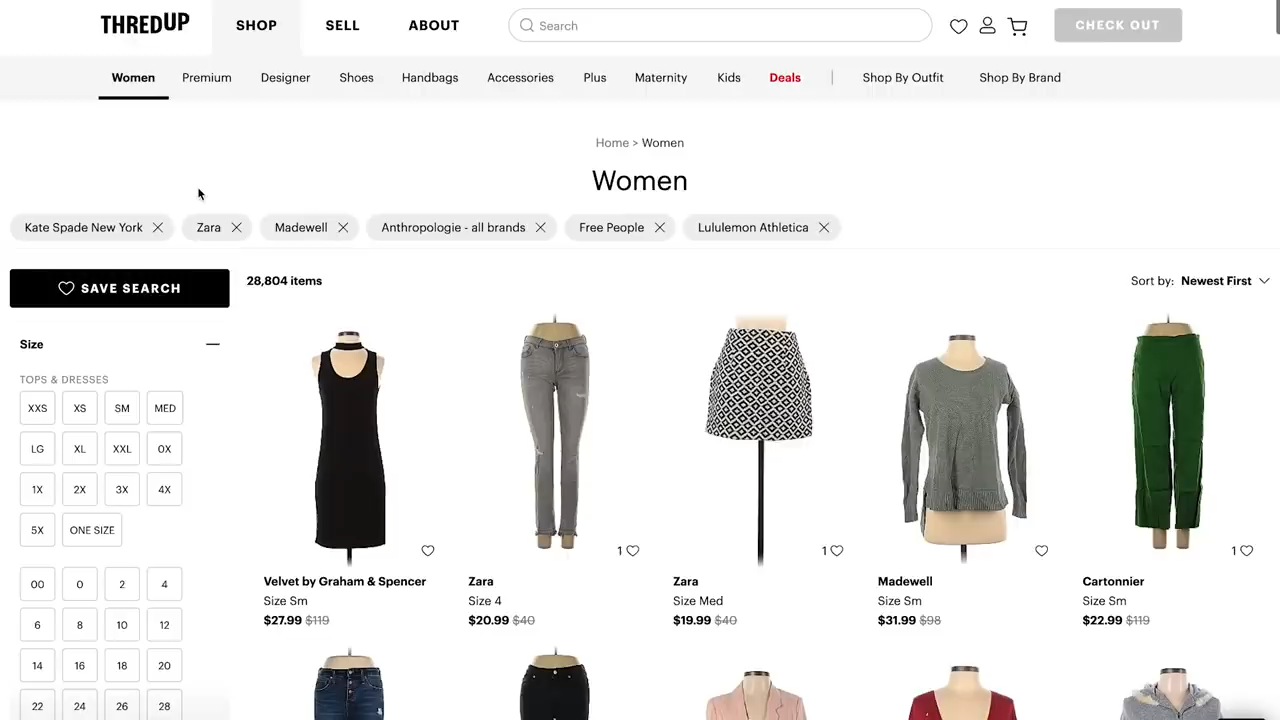 THREDUP
SHOP
SELL
ABOUT
Search
CHECK OUT
Women
Premium
Designer
Shoes
Handbags
Accessories
Plus
Maternity
Kids
Deals
Shop By Outfit
Shop By Brand
Home > Women
Women
Kate Spade New York
Zara
Madewell
Anthropologie - all brands
Free People
Lululemon Athletica
SAVE SEARCH
28,804 items
Sort by: Newest First
Size
TOPS & DRESSES
XXS XS SM MED
LG XL XXL 0X
1X 2X 3X 4X
5X ONE SIZE
00 0 2 4
6 8 10 12
14 16 18 20
22 24 26 28
Velvet by Graham & Spencer
Size Sm
$27.99 $119
1
Zara
Size 4
$20.99 $40
1
Zara
Size Med
$19.99 $40
Madewell
Size Sm
$31.99 $98
1
Cartonnier
Size Sm
$22.99 $119